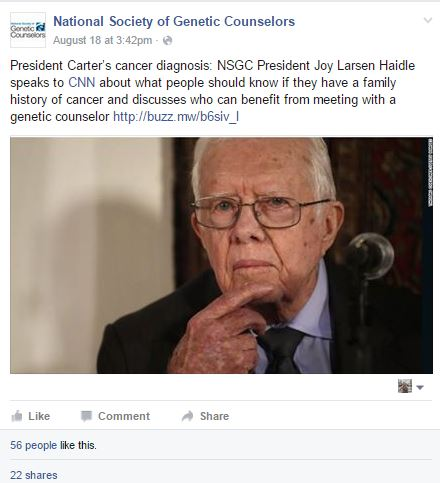 National Society of
Genetic
Counselors
National Society of Genetic Counselors
August 18 at 3:42pm ·
President Carter's cancer diagnosis: NSGC President Joy Larsen Haidle
speaks to CNN about what people should know if they have a family
history of cancer and discusses who can benefit from meeting with a
genetic counselor http://buzz.mw/b6siv_l
Like Comment Share
56 people like this.
22 shares